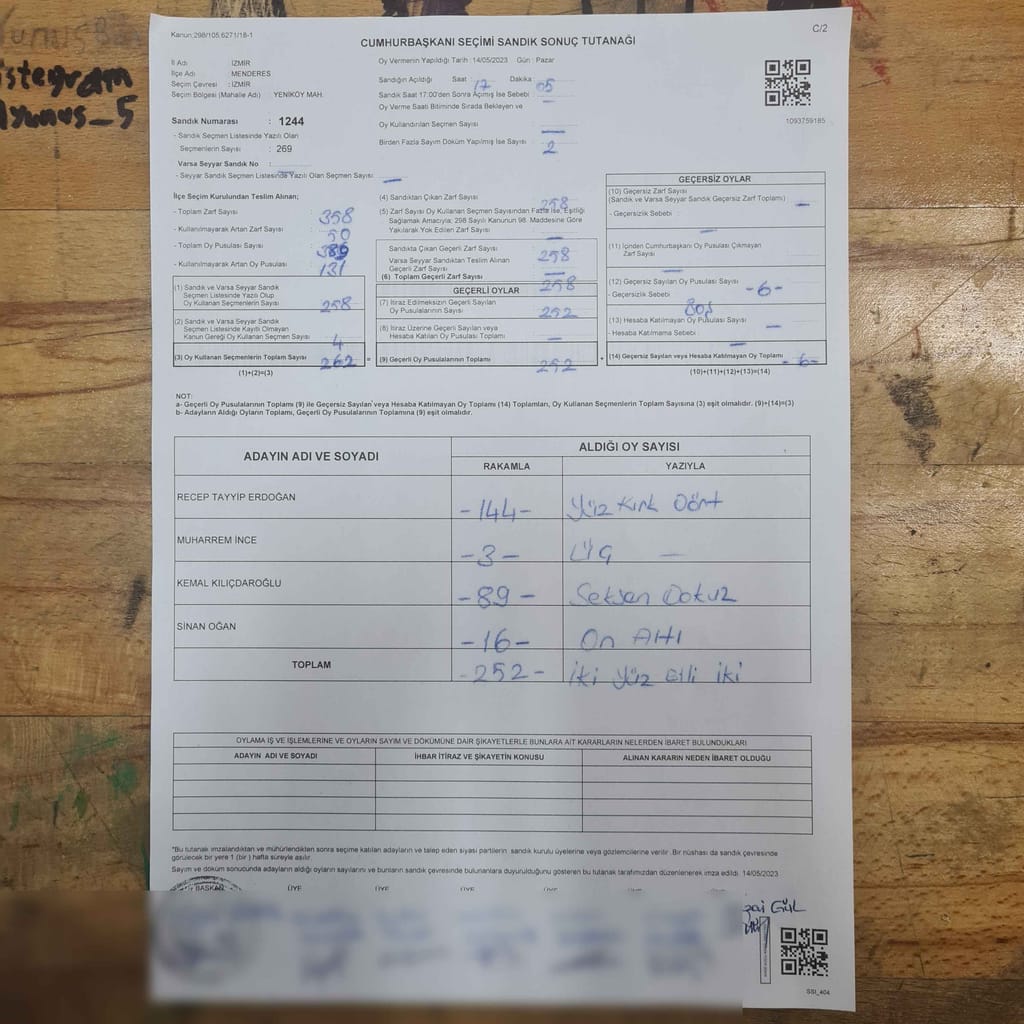 Kanun:298/105,6271/18-1
C/2
CUMHURBAŞKANI SEÇİMİ SANDIK SONUÇ TUTANAĞI
İl Adı : İZMİR
İlçe Adı : MENDERES
Seçim Çevresi : İZMİR
Seçim Bölgesi (Mahalle Adı) : YENİKÖY MAH.
Oy Vermenin Yapıldığı Tarih :14/05/2023 Gün : Pazar
Sandığın Açıldığı Saat : 17 Dakika : 05
Sandık Saat 17:00'den Sonra Açımış İse Sebebi : —
Oy Verme Saati Bitiminde Sırada Bekleyen ve
Oy Kullandırılan Seçmen Sayısı : —
Birden Fazla Sayım Döküm Yapılmış İse Sayısı : 2
1093759185
Sandık Numarası : 1244
- Sandık Seçmen Listesinde Yazılı Olan
Seçmenlerin Sayısı : 269
Varsa Seyyar Sandık No : —
- Seyyar Sandık Seçmen Listesinde Yazılı Olan Seçmen Sayısı : —
İlçe Seçim Kurulundan Teslim Alınan;
- Toplam Zarf Sayısı : 358
- Kullanılmayarak Artan Zarf Sayısı : 50
- Toplam Oy Pusulası Sayısı : 389
- Kullanılmayarak Artan Oy Pusulası : 131
(1) Sandık ve Varsa Seyyar Sandık
Seçmen Listesinde Yazılı Olup
Oy Kullanan Seçmenlerin Sayısı : 258
(2) Sandık ve Varsa Seyyar Sandık
Seçmen Listesinde Kayıtlı Olmayan
Kanun Gereği Oy Kullanan Seçmen Sayısı : 4
(3) Oy Kullanan Seçmenlerin Toplam Sayısı : 262 =
(1)+(2)=(3)
(4) Sandıktan Çıkan Zarf Sayısı : 258
(5) Zarf Sayısı Oy Kullanan Seçmen Sayısından Fazla İse, Eşitliği
Sağlamak Amacıyla; 298 Sayılı Kanunun 98. Maddesine Göre
Yakılarak Yok Edilen Zarf Sayısı : —
Sandıkta Çıkan Geçerli Zarf Sayısı : 258
Varsa Seyyar Sandıktan Teslim Alınan
Geçerli Zarf Sayısı : —
(6) Toplam Geçerli Zarf Sayısı : 258
GEÇERLİ OYLAR
(7) İtiraz Edilmeksizin Geçerli Sayılan
Oy Pusulalarının Sayısı : 252
(8) İtiraz Üzerine Geçerli Sayılan veya
Hesaba Katılan Oy Pusulası Toplamı : —
(9) Geçerli Oy Pusulalarının Toplamı : 252 +
GEÇERSİZ OYLAR
(10) Geçersiz Zarf Sayısı
(Sandık ve Varsa Seyyar Sandık Geçersiz Zarf Toplamı) : —
- Geçersizlik Sebebi : —
(11) İçinden Cumhurbaşkanı Oy Pusulası Çıkmayan
Zarf Sayısı : —
(12) Geçersiz Sayılan Oy Pusulası Sayısı : -6-
- Geçersizlik Sebebi : Boş
(13) Hesaba Katılmayan Oy Pusulası Sayısı : —
- Hesaba Katılmama Sebebi : —
(14) Geçersiz Sayılan veya Hesaba Katılmayan Oy Toplamı : -6-
(10)+(11)+(12)+(13)=(14)
NOT:
a- Geçerli Oy Pusulalarının Toplamı (9) ile Geçersiz Sayılan veya Hesaba Katılmayan Oy Toplamı (14) Toplamları, Oy Kullanan Seçmenlerin Toplam Sayısına (3) eşit olmalıdır. (9)+(14)=(3)
b- Adayların Aldığı Oyların Toplamı, Geçerli Oy Pusulalarının Toplamına (9) eşit olmalıdır.
ADAYIN ADI VE SOYADI ALDIĞI OY SAYISI
RAKAMLA YAZIYLA
RECEP TAYYİP ERDOĞAN -144- Yüz Kırk Dört
MUHARREM İNCE -3- ÜÇ —
KEMAL KILIÇDAROĞLU -89- Seksen Dokuz
SİNAN OĞAN -16- On Altı
TOPLAM -252- İki Yüz Elli iki
OYLAMA İŞ VE İŞLEMLERİNE VE OYLARIN SAYIM VE DÖKÜMÜNE DAİR ŞİKAYETLERLE BUNLARA AİT KARARLARIN NELERDEN İBARET BULUNDUKLARI
ADAYIN ADI VE SOYADI İHBAR İTİRAZ VE ŞİKAYETİN KONUSU ALINAN KARARIN NEDEN İBARET OLDUĞU
*Bu tutanak imzalandıktan ve mühürlendikten sonra seçime katılan adayların ve talep eden siyasi partilerin sandık kurulu üyelerine veya gözlemcilerine verilir. Bir nüshası da sandık çevresinde
görülecek bir yere 1 (bir) hafta süreyle asılır.
Sayım ve döküm sonucunda adayların aldığı oyların sayılarını ve bunların sandık çevresinde bulunanlara duyurulduğunu gösteren bu tutanak tarafımızdan düzenlenerek imza edildi. 14/05/2023
BAŞKAN ÜYE ÜYE ÜYE ÜYE
Gül
SSI_404